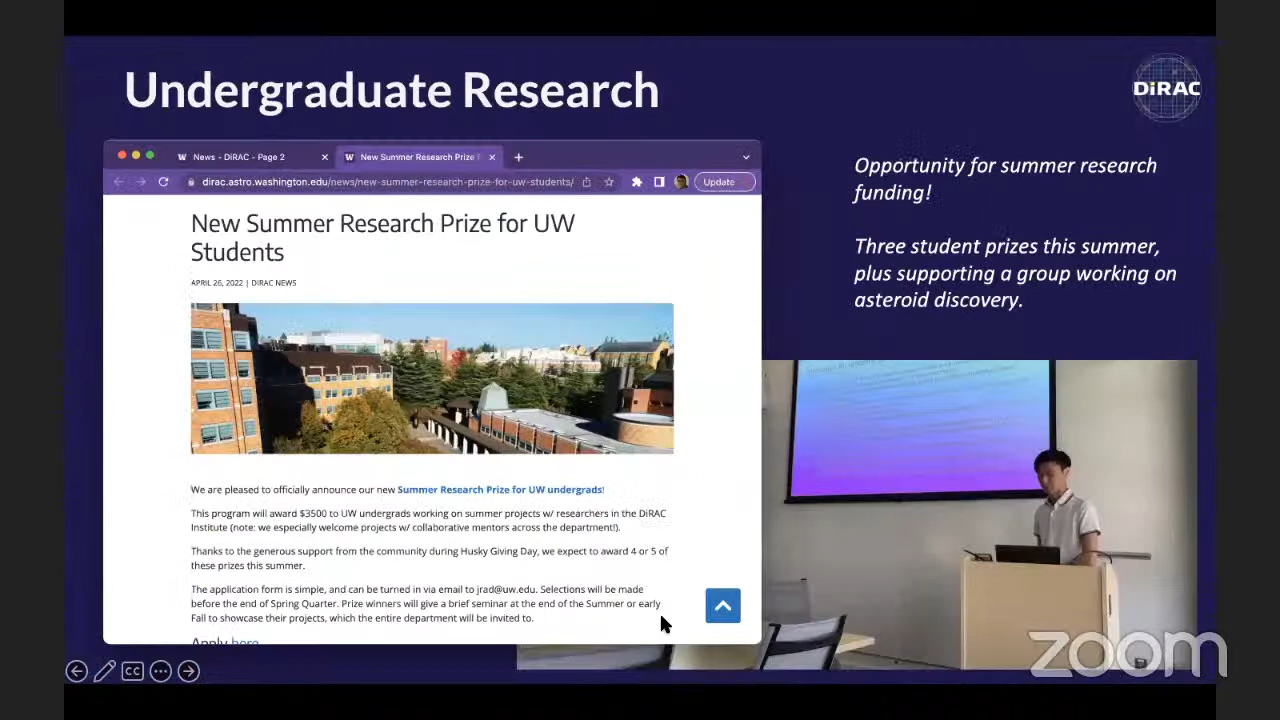 Undergraduate Research
DiRAC
News - DiRAC - Page 2
New Summer Research Prize f
dirac.astro.washington.edu/news/new-summer-research-prize-for-uw-students/
Update
New Summer Research Prize for UW
Students
APRIL 26, 2022 | DIRAC NEWS
We are pleased to officially announce our new Summer Research Prize for UW undergrads!
This program will award $3500 to UW undergrads working on summer projects w/ researchers in the DiRAC
Institute (note: we especially welcome projects w/ collaborative mentors across the department!).
Thanks to the generous support from the community during Husky Giving Day, we expect to award 4 or 5 of
these prizes this summer.
The application form is simple, and can be turned in via email to jrad@uw.edu. Selections will be made
before the end of Spring Quarter. Prize winners will give a brief seminar at the end of the Summer or early
Fall to showcase their projects, which the entire department will be invited to.
Apply here
Opportunity for summer research
funding!
Three student prizes this summer,
plus supporting a group working on
asteroid discovery.
CC
zoom